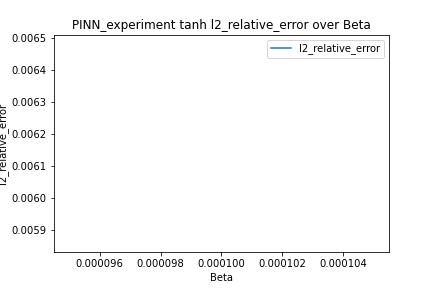 PINN_experiment tanh l2_relative_error over Beta
l2_relative_error
0.0065
0.0064
0.0063
0.0062
0.0061
0.0060
0.0059
l2_relative_error
0.000096 0.000098 0.000100 0.000102 0.000104
Beta